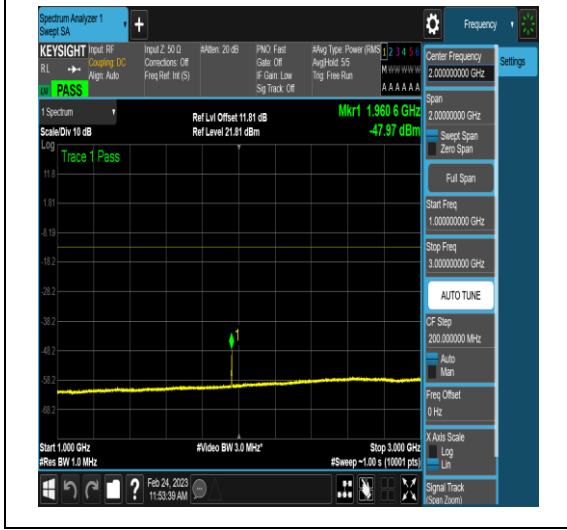 Spectrum Analyzer 1
Swept SA
+
Frequency
KEYSIGHT
RL
PASS
Input: RF
Coupling: DC
Align: Auto
Input Z: 50 Ω
Corrections: Off
Freq Ref: Int (S)
#Atten: 20 dB
PNO: Fast
Gate: Off
IF Gain: Low
Sig Track: Off
#Avg Type: Power (RMS
Avg|Hold: 5/5
Trig: Free Run
1 2 3 4 5 6
M W W W W W
A A A A A A
1 Spectrum
Scale/Div 10 dB
Ref Lvl Offset 11.81 dB
Ref Level 21.81 dBm
Mkr1 1.960 6 GHz
-47.97 dBm
Log
Trace 1 Pass
11.8
1.81
-8.19
-18.2
-28.2
-38.2
-48.2
-58.2
-68.2
1
Start 1.000 GHz
#Res BW 1.0 MHz
#Video BW 3.0 MHz*
Stop 3.000 GHz
#Sweep ~1.00 s (10001 pts)
?
Feb 24, 2023
11:53:39 AM
Center Frequency
2.000000000 GHz
Settings
Span
2.00000000 GHz
Swept Span
Zero Span
Full Span
Start Freq
1.000000000 GHz
Stop Freq
3.000000000 GHz
AUTO TUNE
CF Step
200.000000 MHz
Auto
Man
Freq Offset
0 Hz
X Axis Scale
Log
Lin
Signal Track
(Span Zoom)